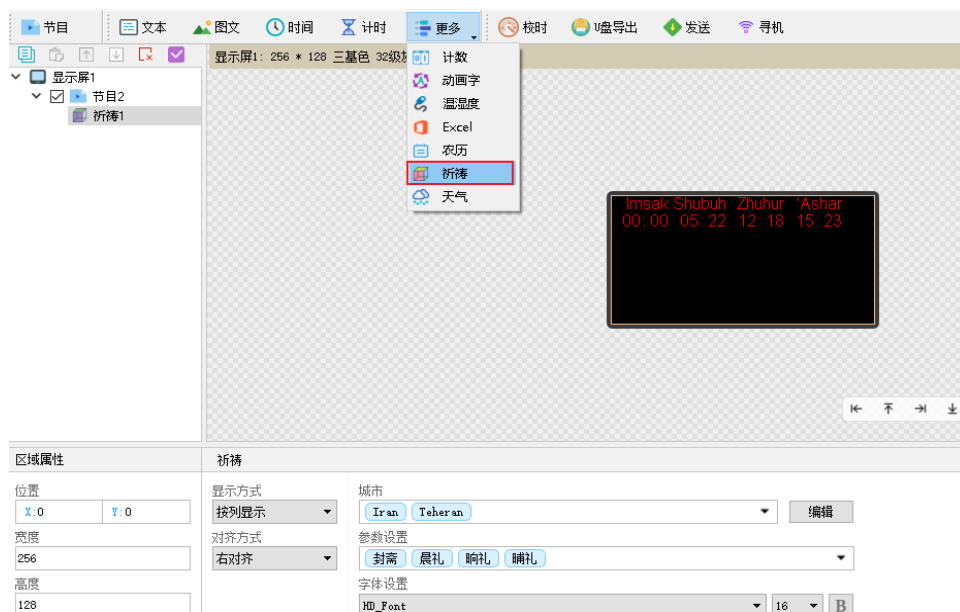 节目 文本 图文 时间 计时 更多 校时 U盘导出 发送 寻机
显示屏1: 256 * 128 三基色 32级
显示屏1
节目2
祈祷1
计数
动画字
温湿度
Excel
农历
祈祷
天气
Imsak Shubuh Zhuhur 'Ashar
00:00 05:22 12:18 15:23
区域属性 祈祷
位置 显示方式 城市
X:0 Y:0 按列显示 Iran Teheran 编辑
宽度 对齐方式 参数设置
256 右对齐 封斋 晨礼 晌礼 晡礼
高度 字体设置
128 HD_Font 16 B